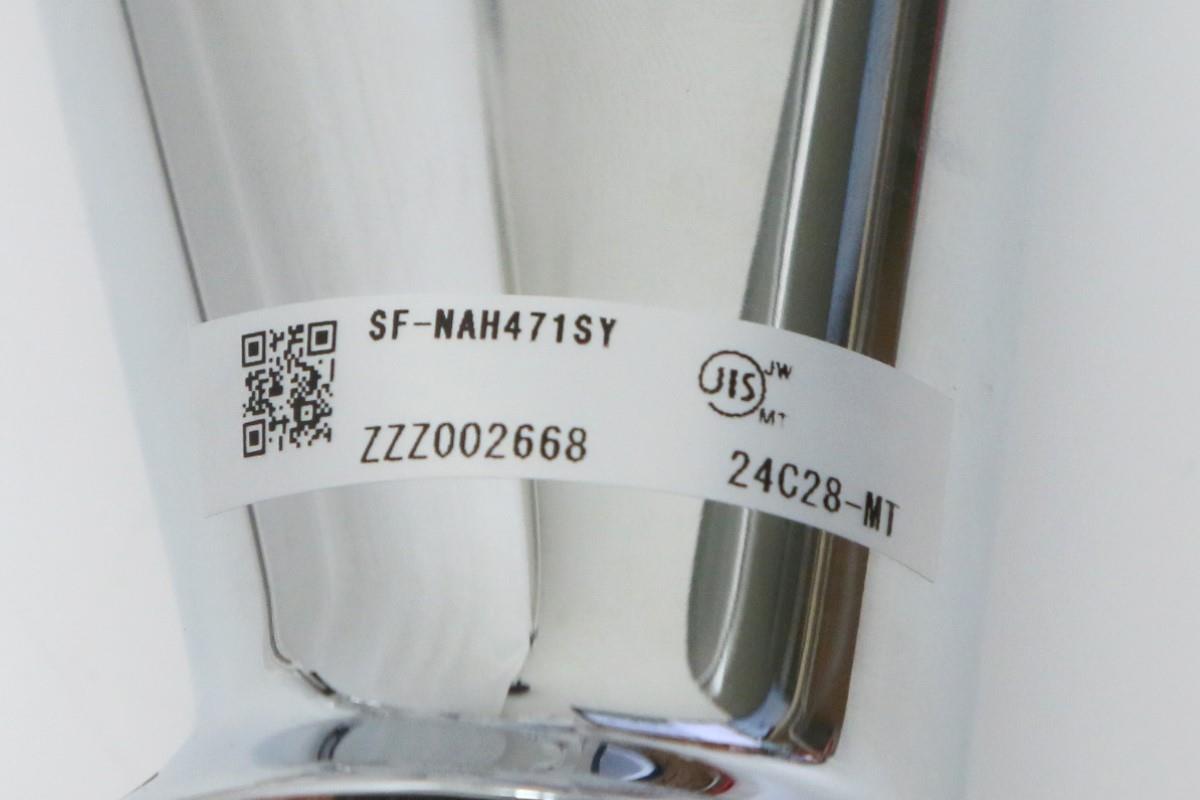 SF-NAH471SY
JIS
JW
MT
ZZZ002668
24C28-MT